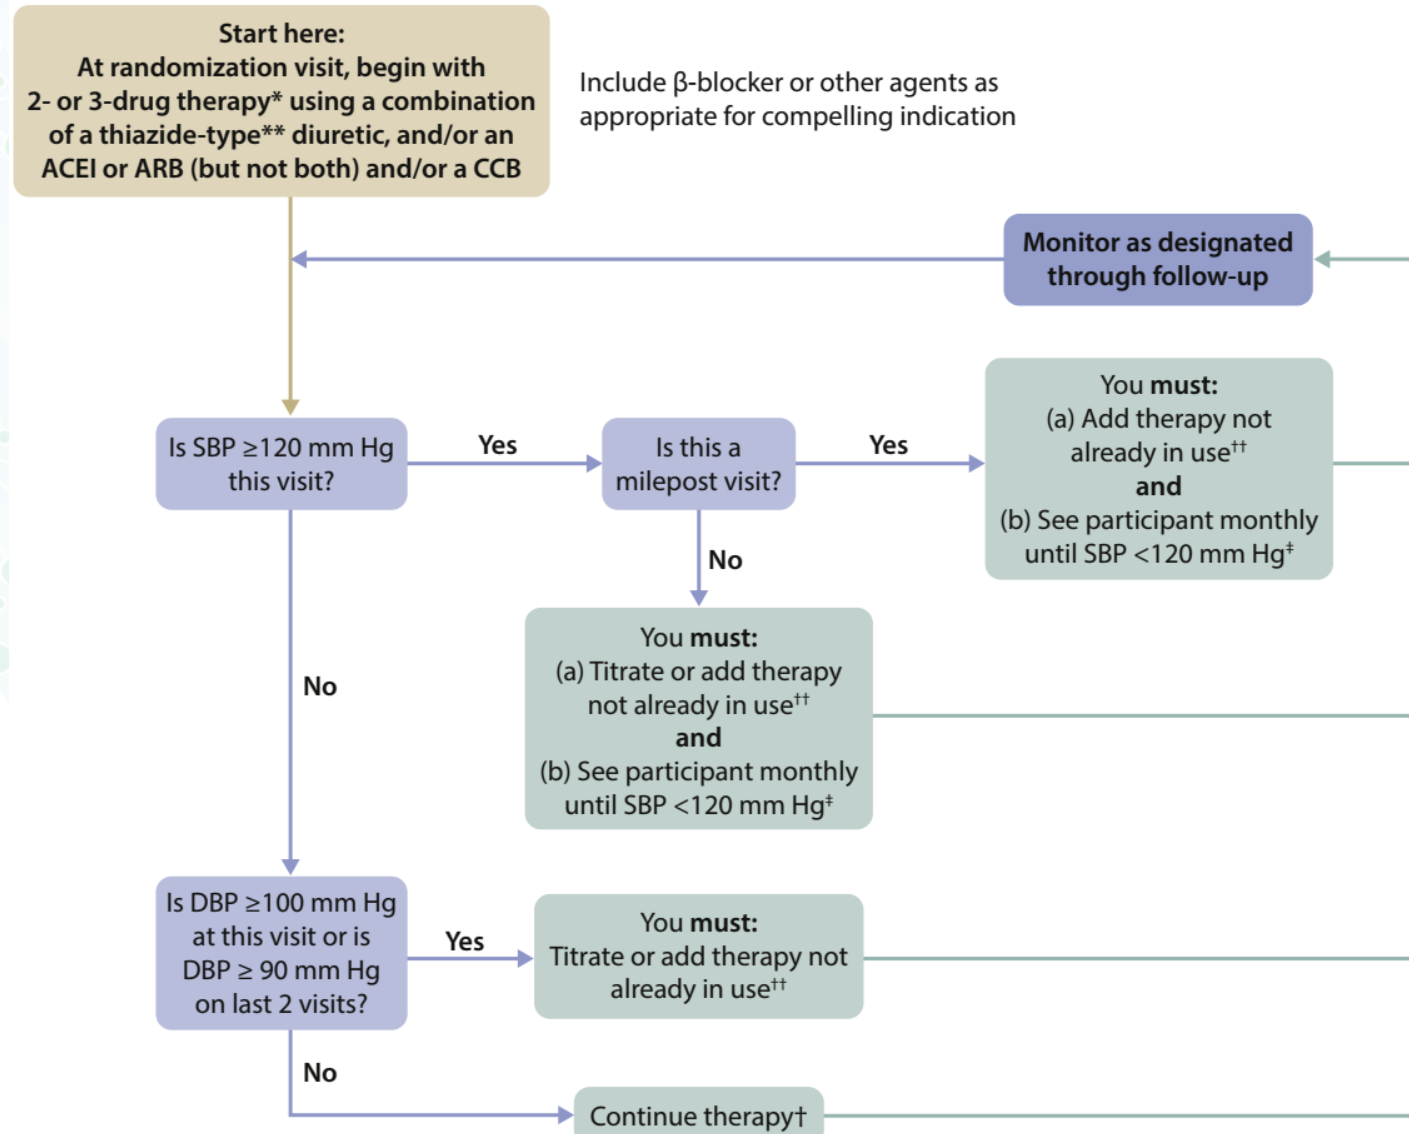 Start here:
At randomization visit, begin with
2- or 3-drug therapy* using a combination
of a thiazide-type** diuretic, and/or an
ACEI or ARB (but not both) and/or a CCB
Include β-blocker or other agents as
appropriate for compelling indication
Monitor as designated
through follow-up
Is SBP ≥120 mm Hg
this visit?
Yes
Is this a
milepost visit?
Yes
You must:
(a) Add therapy not
already in use††
and
(b) See participant monthly
until SBP <120 mm Hg‡
No
You must:
(a) Titrate or add therapy
not already in use††
and
(b) See participant monthly
until SBP <120 mm Hg‡
No
Is DBP ≥100 mm Hg
at this visit or is
DBP ≥ 90 mm Hg
on last 2 visits?
Yes
You must:
Titrate or add therapy not
already in use††
No
Continue therapy†